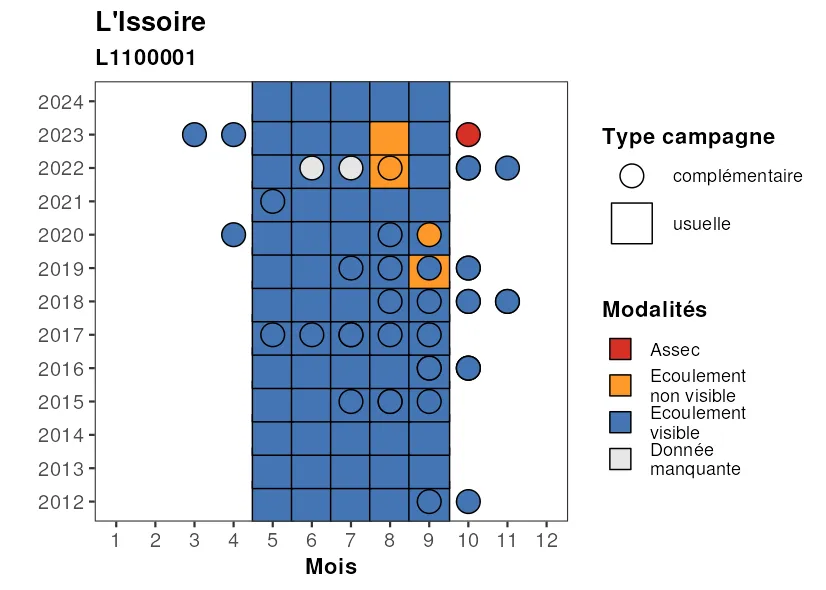 L'Issoire
L1100001
2024
2023
2022
2021
2020
2019
2018
2017
2016
2015
2014
2013
2012
1 2 3 4 5 6 7 8 9 10 11 12
Mois
Type campagne
complémentaire
usuelle
Modalités
Assec
Ecoulement
non visible
Ecoulement
visible
Donnée
manquante